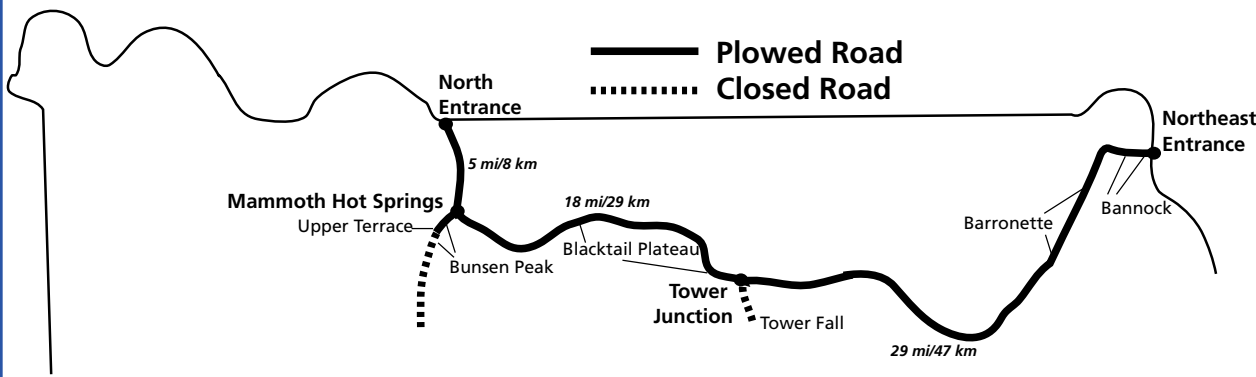 Plowed Road
Closed Road
North
Entrance
Northeast
Entrance
5 mi/8 km
Mammoth Hot Springs
18 mi/29 km
Upper Terrace
Bannock
Barronette
Blacktail Plateau
Bunsen Peak
Tower
Junction
Tower Fall
29 mi/47 km